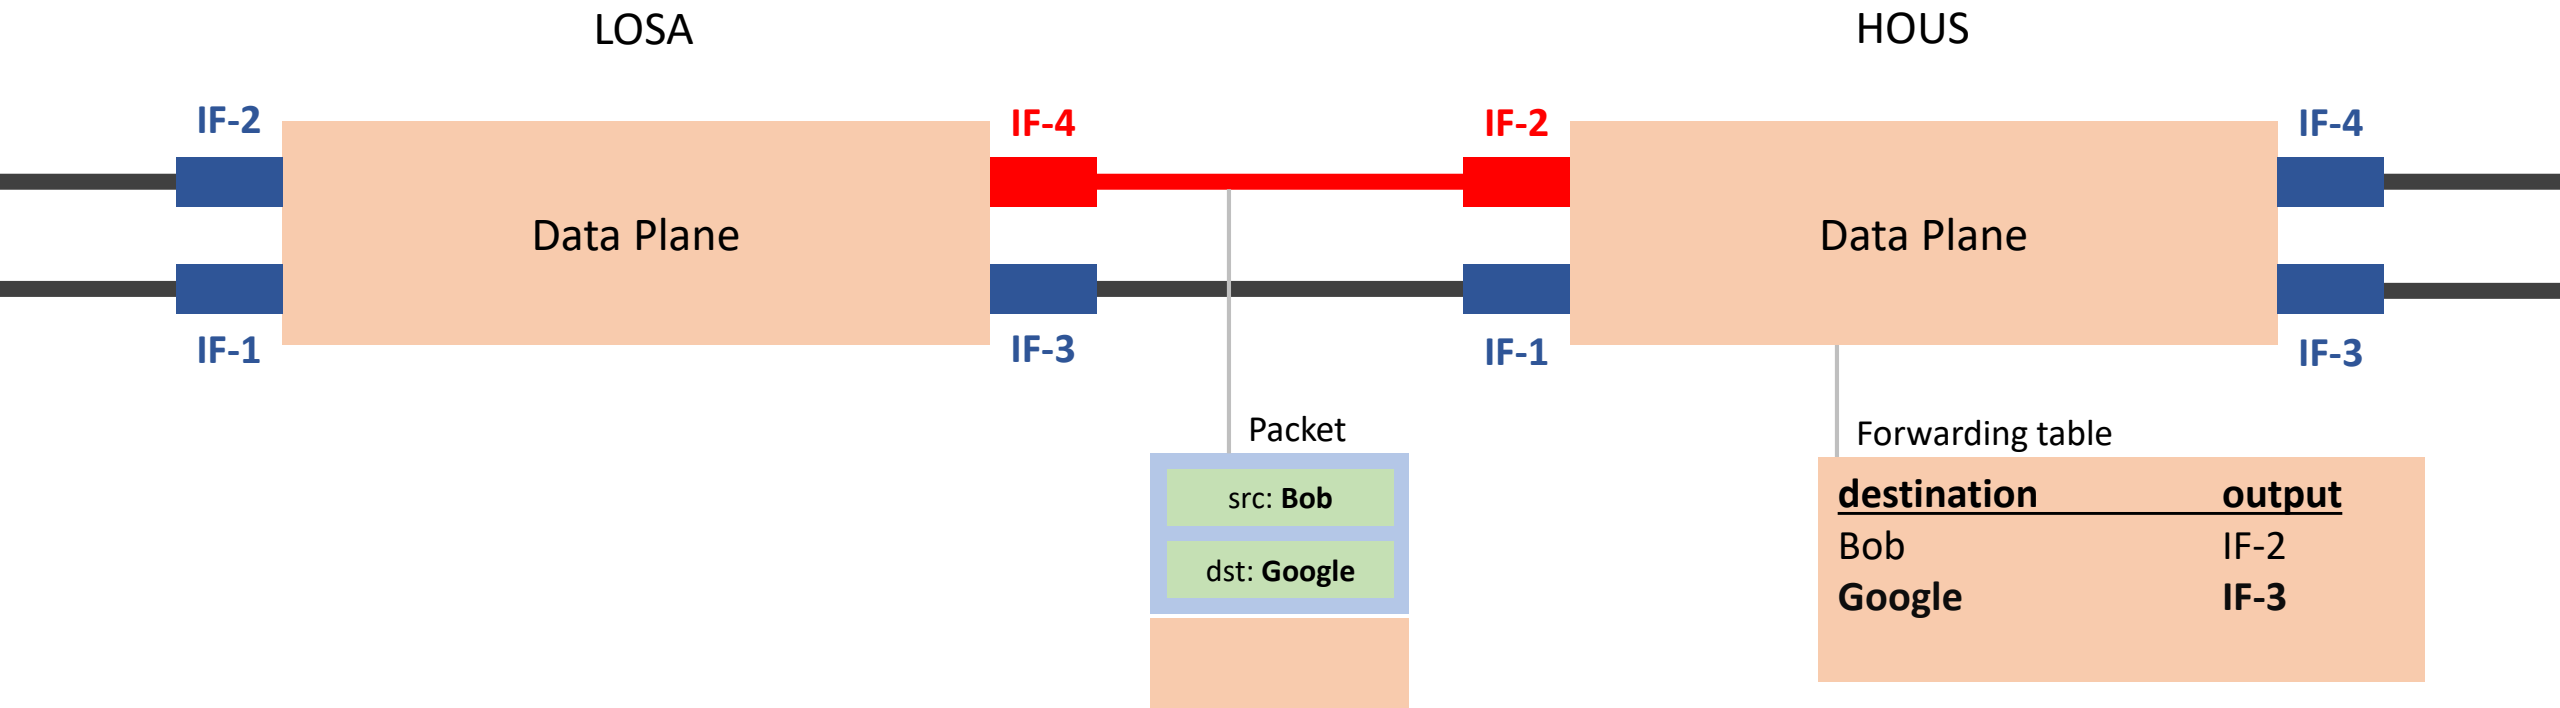 LOSA
HOUS
IF-2
IF-4
IF-2
IF-4
Data Plane
Data Plane
IF-1
IF-3
IF-1
IF-3
Packet
src: Bob
dst: Google
Forwarding table
destination output
Bob IF-2
Google IF-3